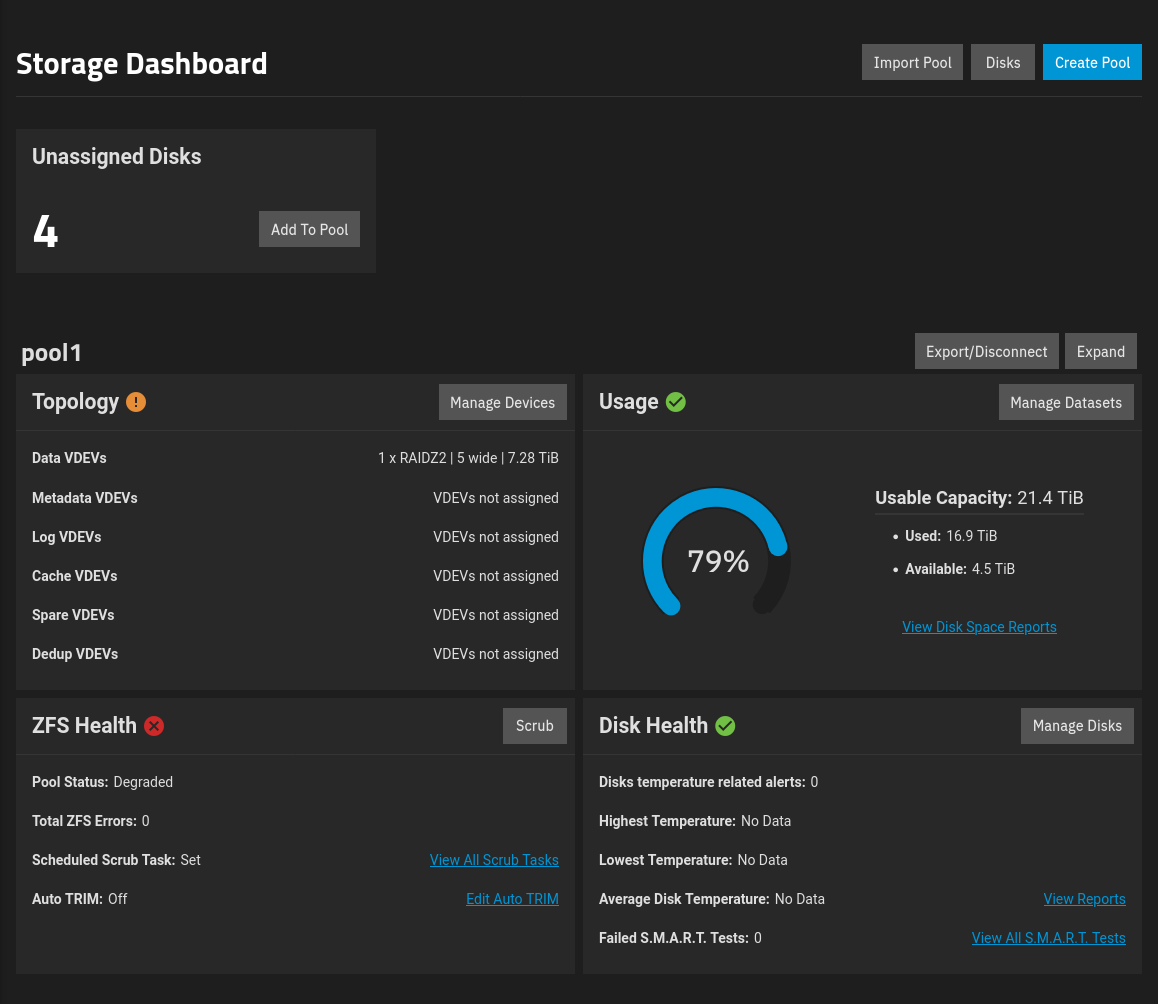 Storage Dashboard
Import Pool
Disks
Create Pool
Unassigned Disks
4
Add To Pool
pool1
Export/Disconnect
Expand
Topology
Manage Devices
Data VDEVs
1 x RAIDZ2 | 5 wide | 7.28 TiB
Metadata VDEVs
VDEVs not assigned
Log VDEVs
VDEVs not assigned
Cache VDEVs
VDEVs not assigned
Spare VDEVs
VDEVs not assigned
Dedup VDEVs
VDEVs not assigned
Usage
Manage Datasets
79%
Usable Capacity: 21.4 TiB
• Used: 16.9 TiB
• Available: 4.5 TiB
View Disk Space Reports
ZFS Health
Scrub
Pool Status: Degraded
Total ZFS Errors: 0
Scheduled Scrub Task: Set
View All Scrub Tasks
Auto TRIM: Off
Edit Auto TRIM
Disk Health
Manage Disks
Disks temperature related alerts: 0
Highest Temperature: No Data
Lowest Temperature: No Data
Average Disk Temperature: No Data
View Reports
Failed S.M.A.R.T. Tests: 0
View All S.M.A.R.T. Tests